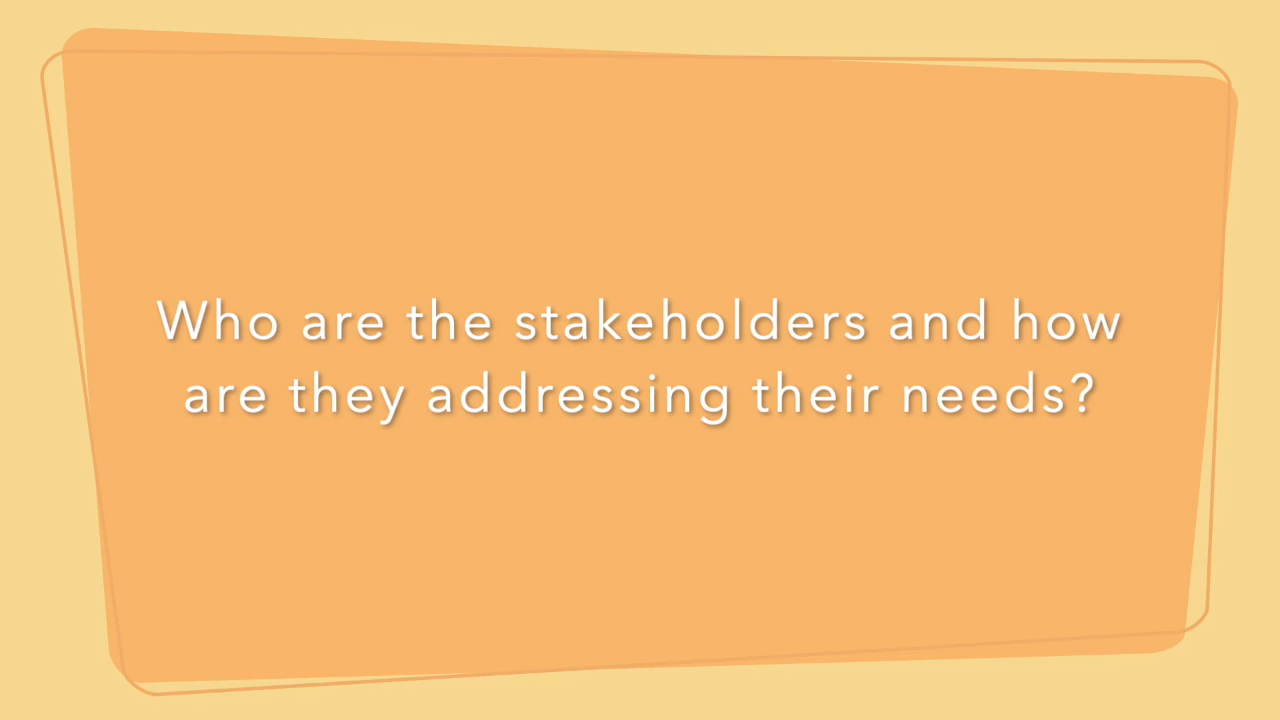 Who are the stakeholders and how
are they addressing their needs?